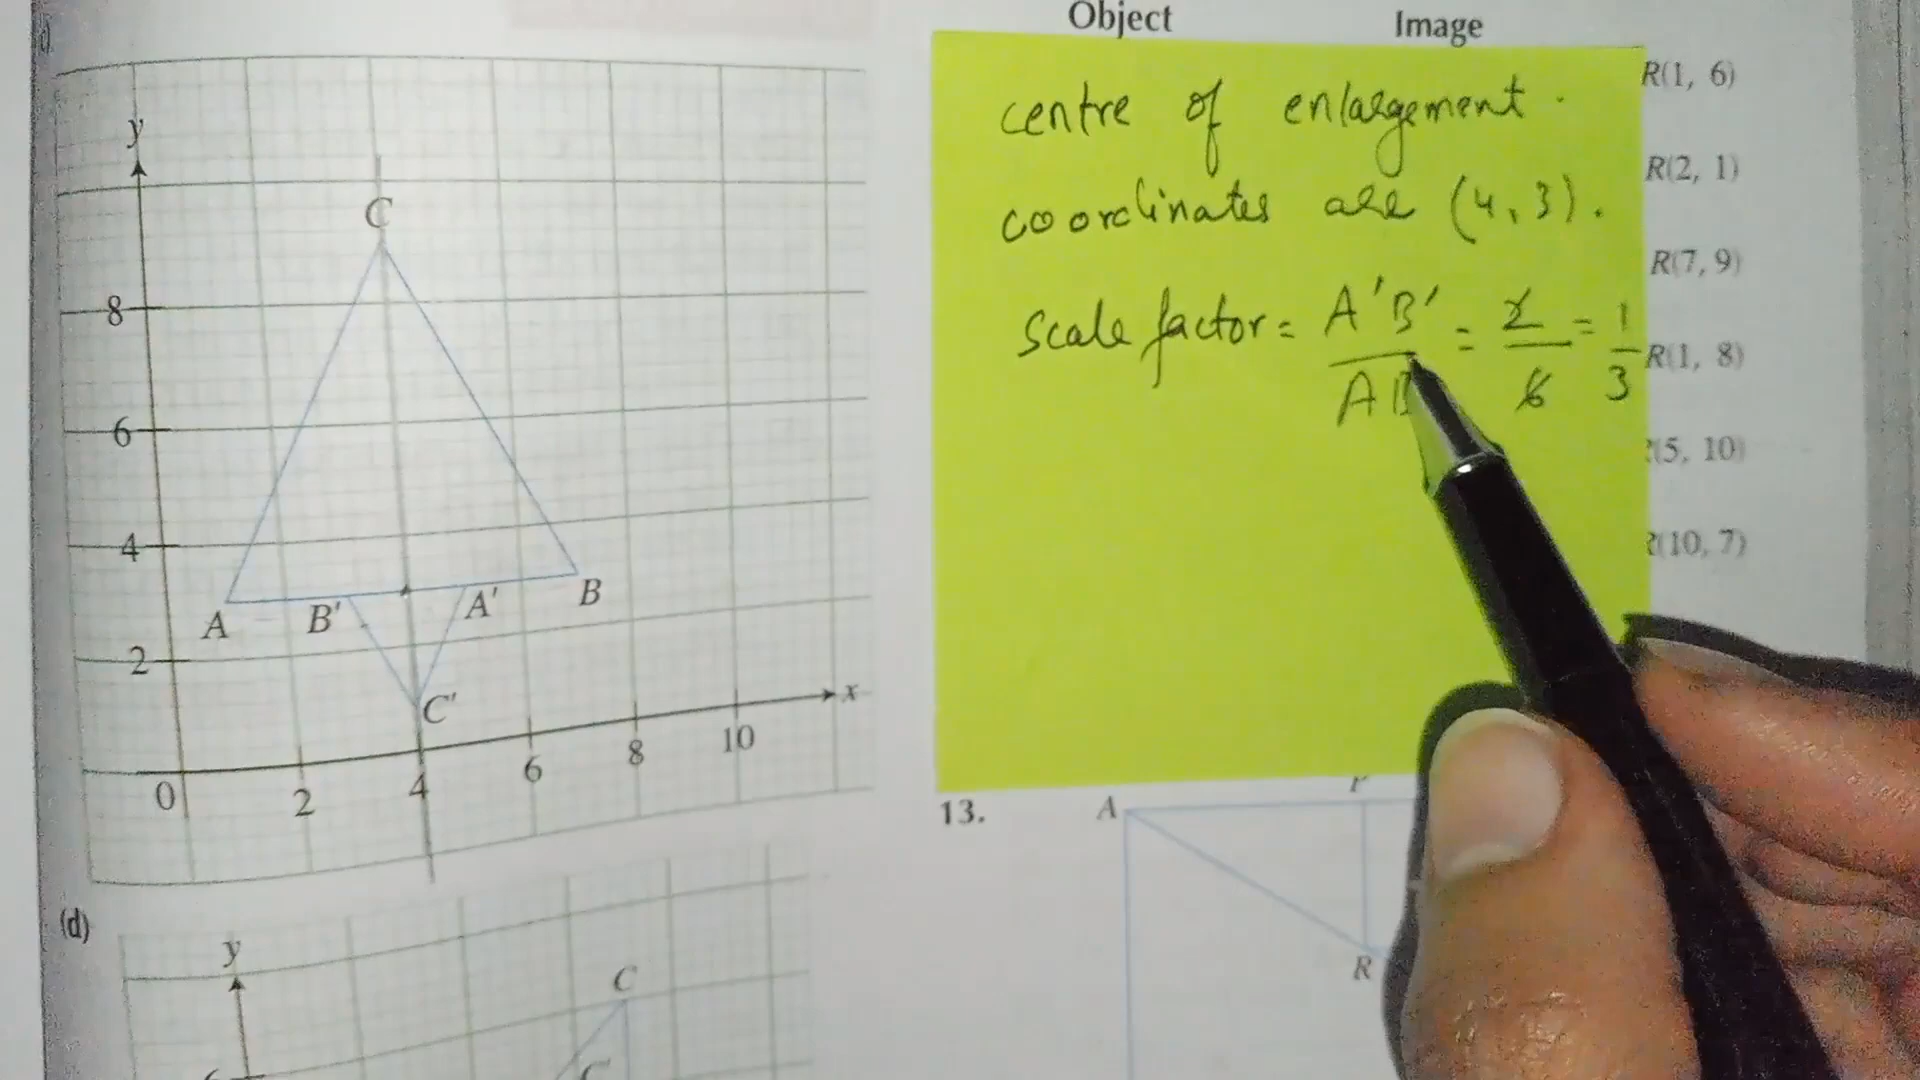 Object Image
centre of enlargement.
coordinates are (4,3).
Scale factor = A'B' / AB = 2/6 = 1/3
R(1, 6)
R(2, 1)
R(7, 9)
R(1, 8)
(5, 10)
(10, 7)
y
C
8
6
4
A B' A' B
2
C' x
0 2 4 6 8 10
13. A P
R
(d)
y
C
C
6